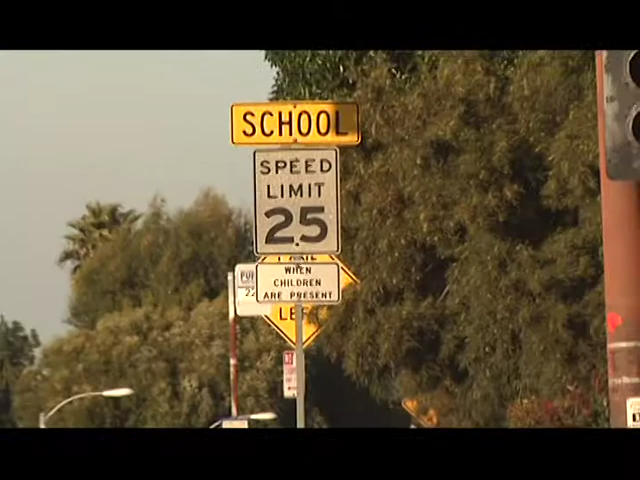 SCHOOL
SPEED
LIMIT
25
WHEN
CHILDREN
ARE PRESENT